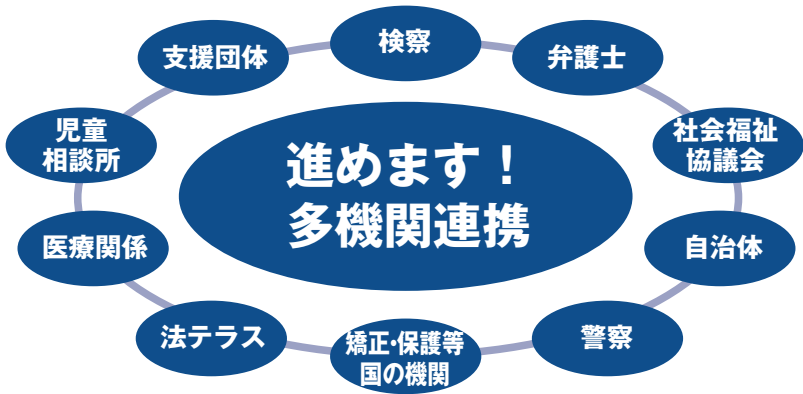 検察
支援団体
弁護士
児童
相談所
社会福祉
協議会
進めます！
多機関連携
医療関係
自治体
法テラス
矯正・保護等
国の機関
警察